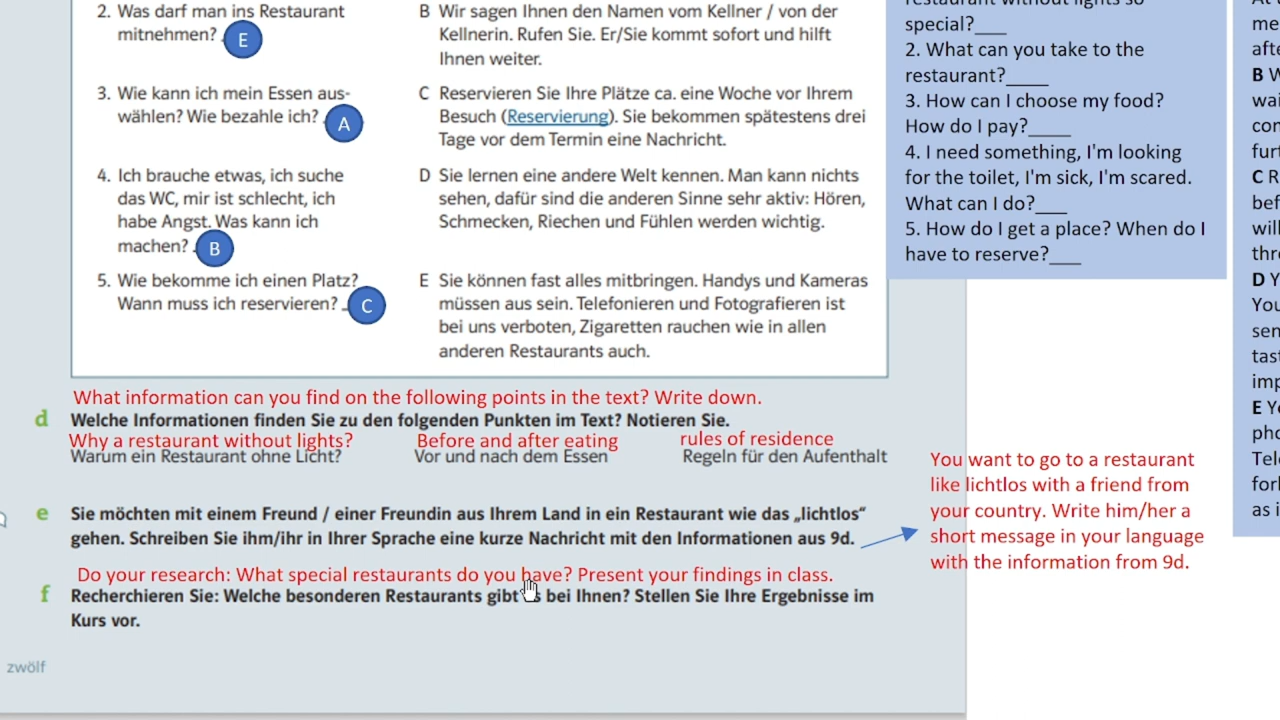 2. Was darf man ins Restaurant
mitnehmen? E
B Wir sagen Ihnen den Namen vom Kellner / von der
Kellnerin. Rufen Sie. Er/Sie kommt sofort und hilft
Ihnen weiter.
3. Wie kann ich mein Essen aus-
wählen? Wie bezahle ich? A
C Reservieren Sie Ihre Plätze ca. eine Woche vor Ihrem
Besuch (Reservierung). Sie bekommen spätestens drei
Tage vor dem Termin eine Nachricht.
4. Ich brauche etwas, ich suche
das WC, mir ist schlecht, ich
habe Angst. Was kann ich
machen? B
D Sie lernen eine andere Welt kennen. Man kann nichts
sehen, dafür sind die anderen Sinne sehr aktiv: Hören,
Schmecken, Riechen und Fühlen werden wichtig.
5. Wie bekomme ich einen Platz?
Wann muss ich reservieren? _ C
E Sie können fast alles mitbringen. Handys und Kameras
müssen aus sein. Telefonieren und Fotografieren ist
bei uns verboten, Zigaretten rauchen wie in allen
anderen Restaurants auch.
What information can you find on the following points in the text? Write down.
d Welche Informationen finden Sie zu den folgenden Punkten im Text? Notieren Sie.
Why a restaurant without lights? Before and after eating rules of residence
Warum ein Restaurant ohne Licht? Vor und nach dem Essen Regeln für den Aufenthalt
e Sie möchten mit einem Freund / einer Freundin aus Ihrem Land in ein Restaurant wie das „lichtlos“
gehen. Schreiben Sie ihm/ihr in Ihrer Sprache eine kurze Nachricht mit den Informationen aus 9d.
Do your research: What special restaurants do you have? Present your findings in class.
f Recherchieren Sie: Welche besonderen Restaurants gibt bei Ihnen? Stellen Sie Ihre Ergebnisse im
Kurs vor.
zwölf
restaurant without lights so
special?___
2. What can you take to the
restaurant?____
3. How can I choose my food?
How do I pay?____
4. I need something, I'm looking
for the toilet, I'm sick, I'm scared.
What can I do?___
5. How do I get a place? When do I
have to reserve?___
You want to go to a restaurant
like lichtlos with a friend from
your country. Write him/her a
short message in your language
with the information from 9d.
B
C
D
E